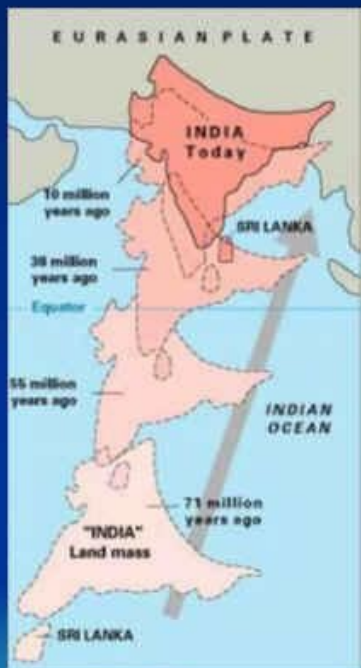 EURASIAN PLATE
INDIA
Today
10 million
years ago
SRI LANKA
38 million
years ago
Equator
55 million
years ago
INDIAN
OCEAN
71 million
years ago
"INDIA"
Land mass
SRI LANKA